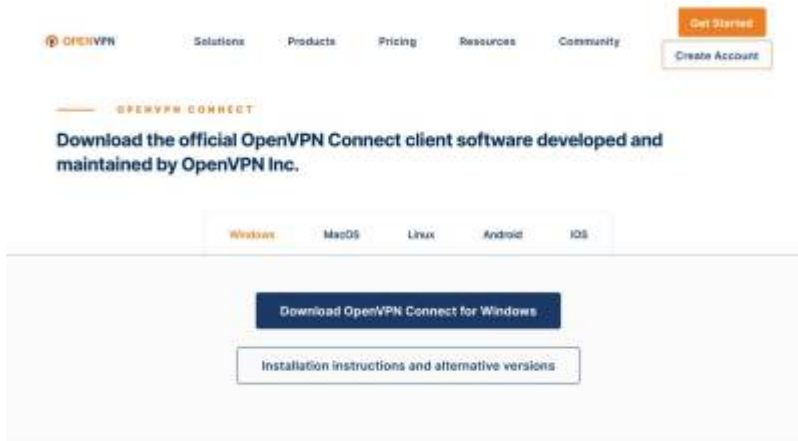 OPENVPN
Solutions
Products
Pricing
Resources
Community
Get Started
Create Account
OPENVPN CONNECT
Download the official OpenVPN Connect client software developed and
maintained by OpenVPN Inc.
Windows
MacOS
Linux
Android
IOS
Download OpenVPN Connect for Windows
Installation instructions and alternative versions